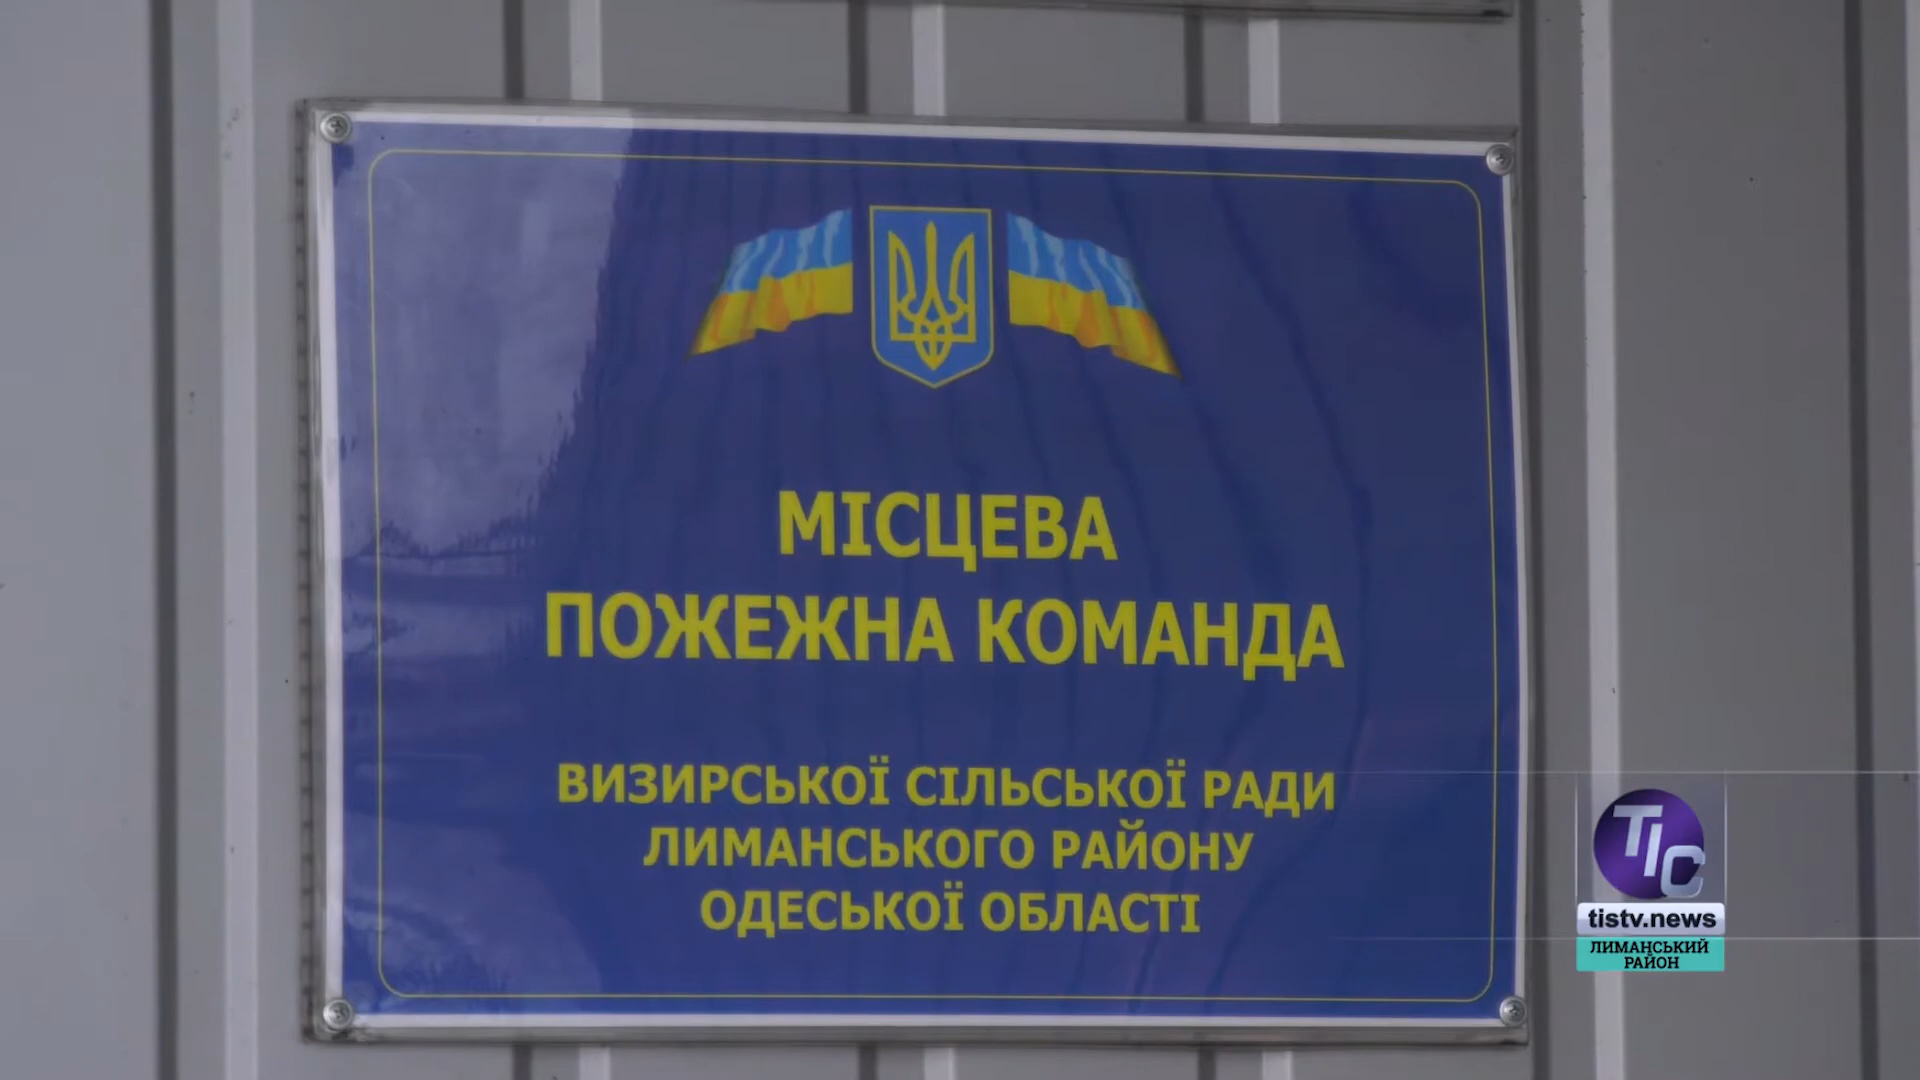 МІСЦЕВА
ПОЖЕЖНА КОМАНДА
ВИЗИРСЬКОЇ СІЛЬСЬКОЇ РАДИ
ЛИМАНСЬКОГО РАЙОНУ
ОДЕСЬКОЇ ОБЛАСТІ
ТІС
tistv.news
ЛИМАНСЬКИЙ
РАЙОН